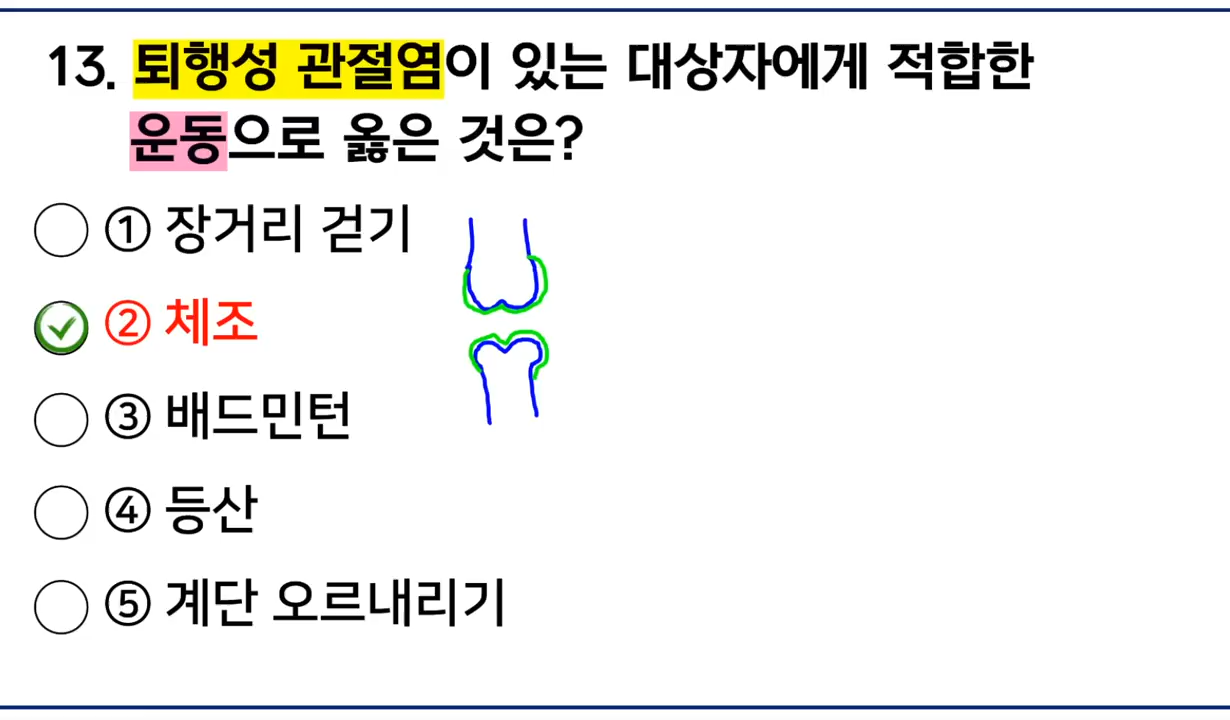 13. 퇴행성 관절염이 있는 대상자에게 적합한
운동으로 옳은 것은?
① 장거리 걷기
② 체조
③ 배드민턴
④ 등산
⑤ 계단 오르내리기